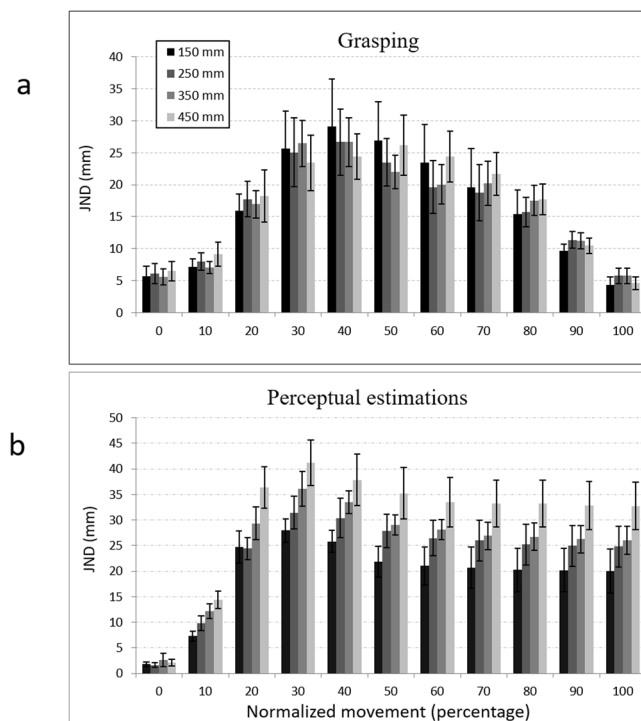 a
Grasping
150 mm
250 mm
350 mm
450 mm
JND (mm)
40
35
30
25
20
15
10
5
0
0 10 20 30 40 50 60 70 80 90 100
b
Perceptual estimations
JND (mm)
50
45
40
35
30
25
20
15
10
5
0
0 10 20 30 40 50 60 70 80 90 100
Normalized movement (percentage)